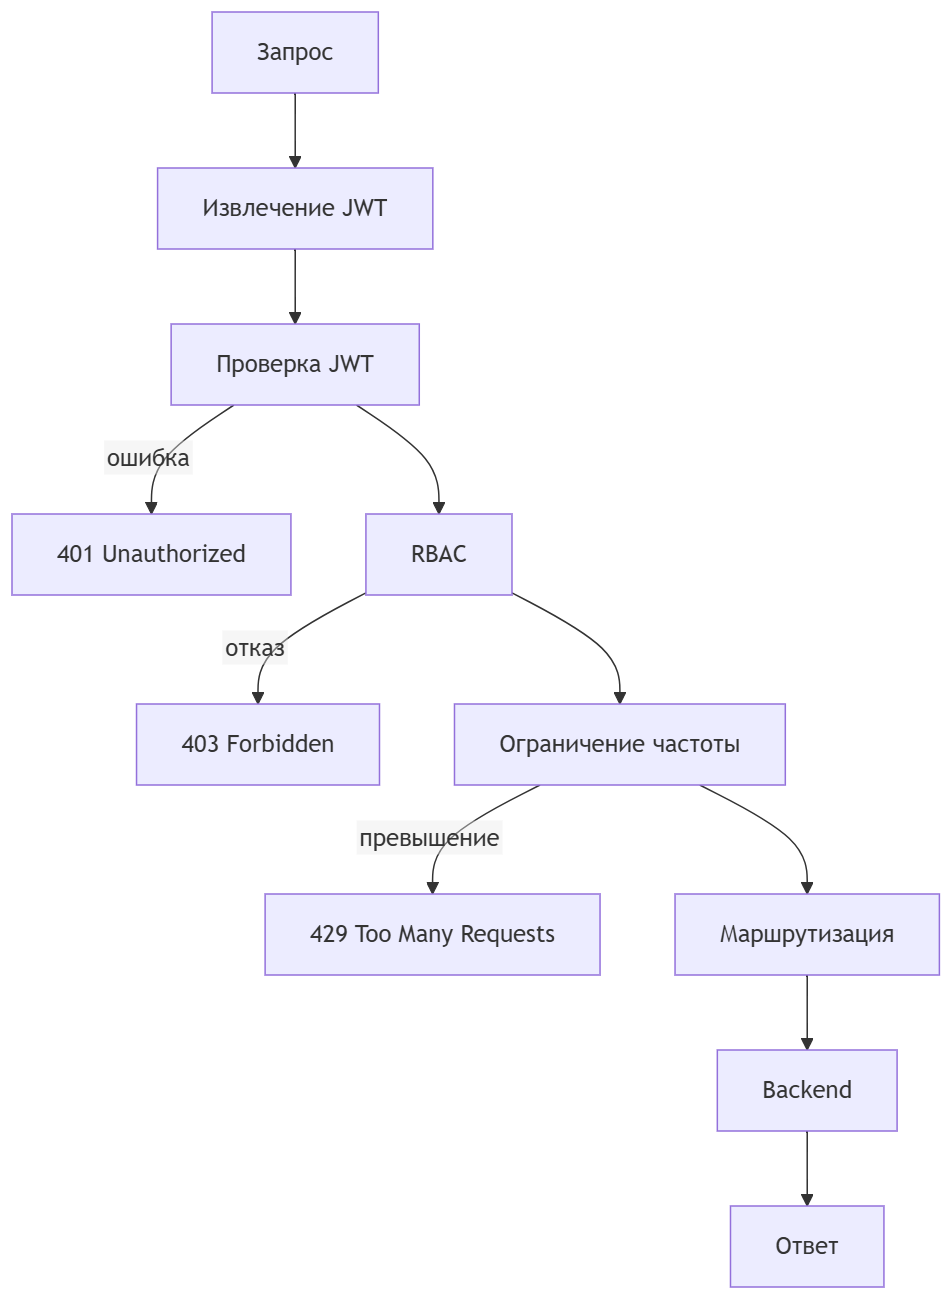 Запрос
Извлечение JWT
Проверка JWT
ошибка
401 Unauthorized
RBAC
отказ
403 Forbidden
Ограничение частоты
превышение
429 Too Many Requests
Маршрутизация
Backend
Ответ